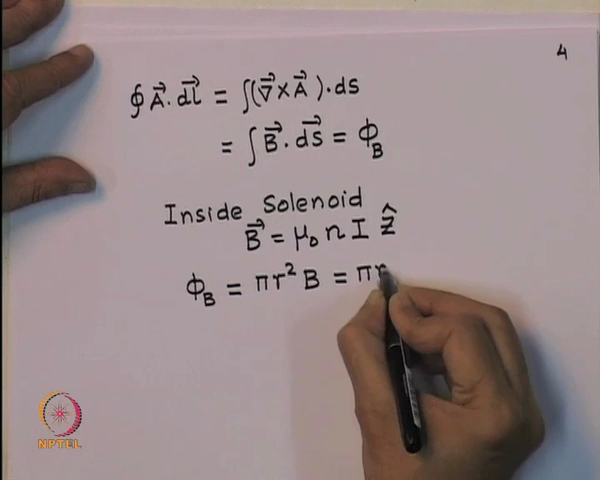 4
∮A⃗.dl⃗ = ∫(∇⃗×A⃗).ds
= ∫B⃗.ds⃗ = ϕ_B
Inside Solenoid
B⃗ = μ₀ n I ẑ
ϕ_B = πr² B = πr
NPTEL